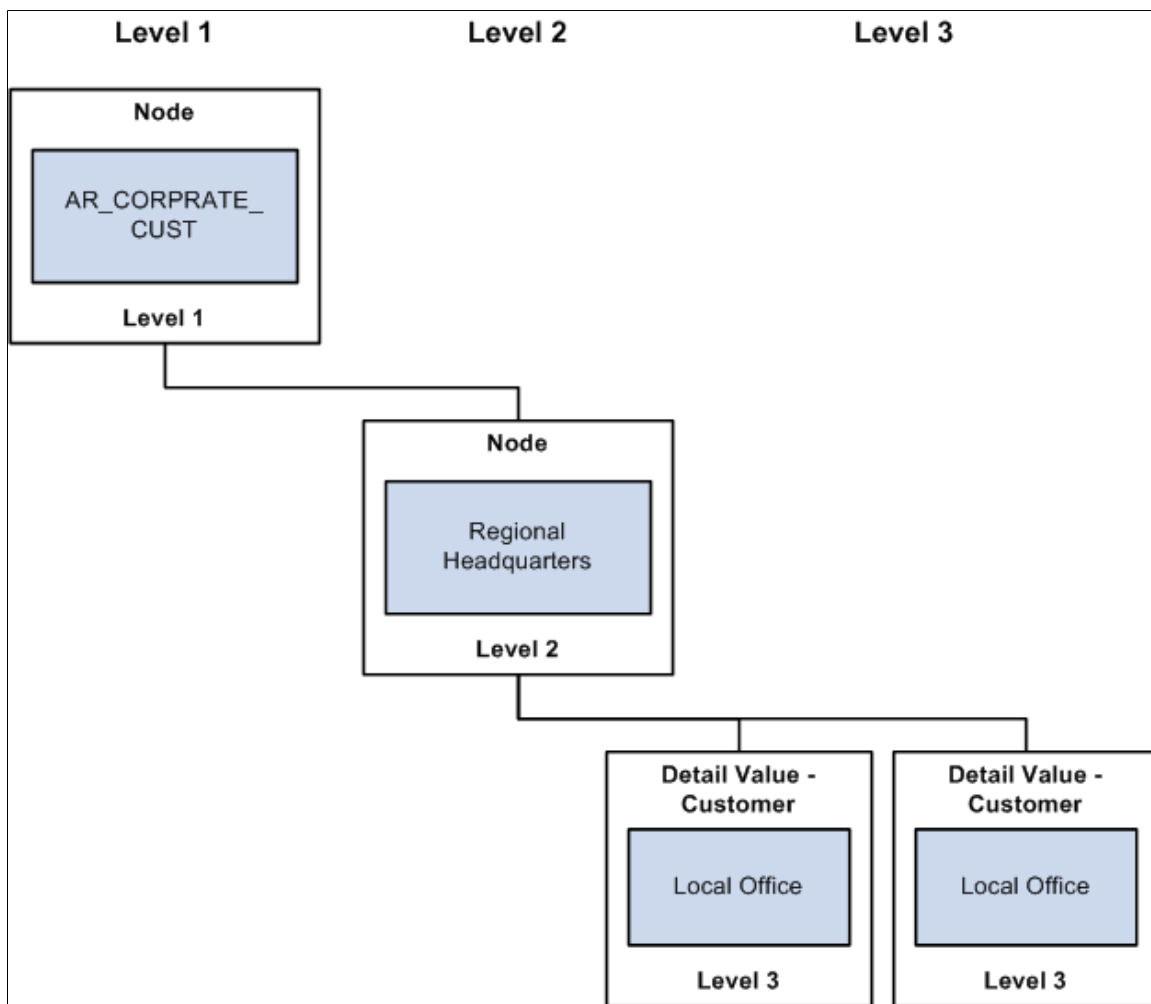 Level 1
Level 2
Level 3
Node
AR_CORPRATE_
CUST
Level 1
Node
Regional
Headquarters
Level 2
Detail Value -
Customer
Local Office
Level 3
Detail Value -
Customer
Local Office
Level 3